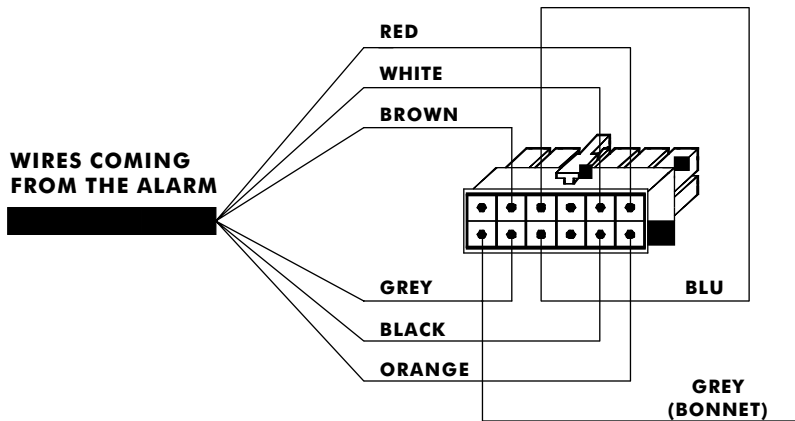 RED
WHITE
BROWN
WIRES COMING
FROM THE ALARM
GREY
BLU
BLACK
ORANGE
GREY
(BONNET)